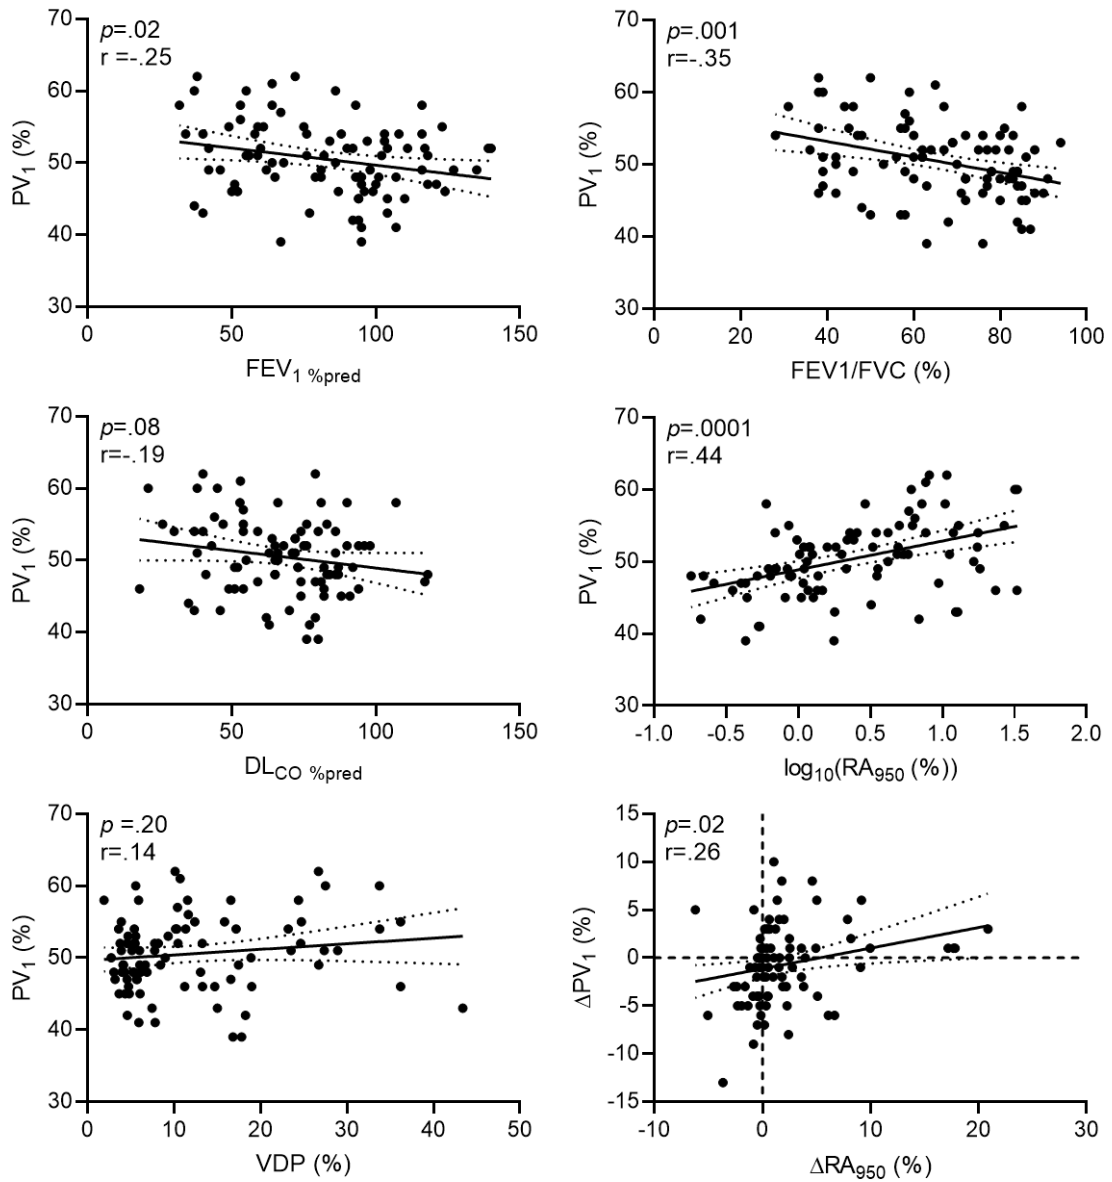 p=.02
r =-.25
PV₁ (%)
70
60
50
40
30
0 50 100 150
FEV₁ %pred
p=.001
r=-.35
PV₁ (%)
70
60
50
40
30
0 20 40 60 80 100
FEV1/FVC (%)
p=.08
r=-.19
PV₁ (%)
70
60
50
40
30
0 50 100 150
DL_CO %pred
p=.0001
r=.44
PV₁ (%)
70
60
50
40
30
-1.0 -0.5 0.0 0.5 1.0 1.5 2.0
log₁₀(RA₉₅₀ (%))
p =.20
r=.14
PV₁ (%)
70
60
50
40
30
0 10 20 30 40 50
VDP (%)
p=.02
r=.26
ΔPV₁ (%)
15
10
5
0
-5
-10
-15
-10 0 10 20 30
ΔRA₉₅₀ (%)